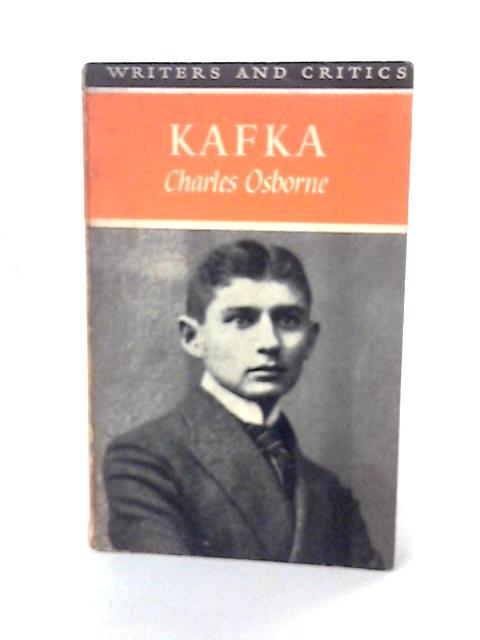 WRITERS AND CRITICS
KAFKA
Charles Osborne